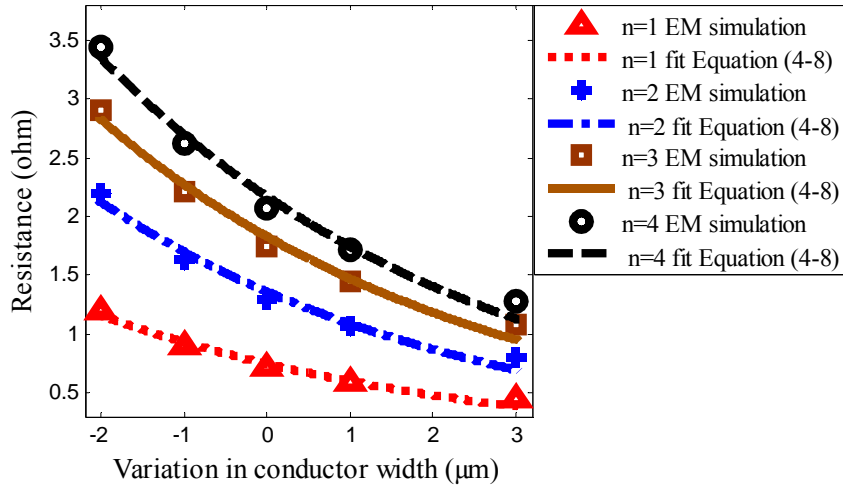 3.5
3
2.5
2
1.5
1
0.5
-2
-1
0
1
2
3
Resistance (ohm)
Variation in conductor width (μm)
n=1 EM simulation
n=1 fit Equation (4-8)
n=2 EM simulation
n=2 fit Equation (4-8)
n=3 EM simulation
n=3 fit Equation (4-8)
n=4 EM simulation
n=4 fit Equation (4-8)